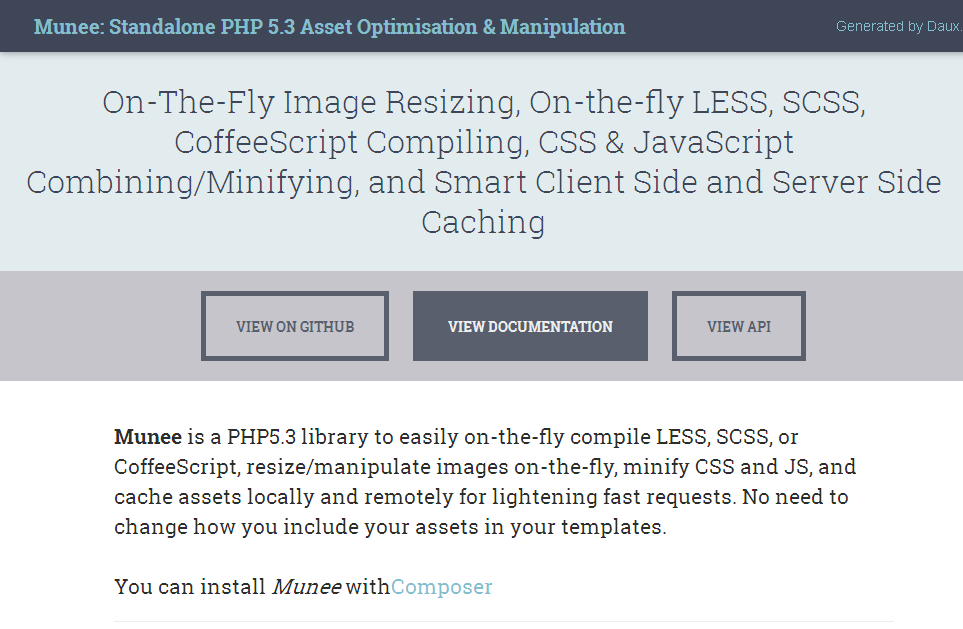 Munee: Standalone PHP 5.3 Asset Optimisation & Manipulation
Generated by Daux.
On-The-Fly Image Resizing, On-the-fly LESS, SCSS,
CoffeeScript Compiling, CSS & JavaScript
Combining/Minifying, and Smart Client Side and Server Side
Caching
VIEW ON GITHUB
VIEW DOCUMENTATION
VIEW API
Munee is a PHP5.3 library to easily on-the-fly compile LESS, SCSS, or
CoffeeScript, resize/manipulate images on-the-fly, minify CSS and JS, and
cache assets locally and remotely for lightening fast requests. No need to
change how you include your assets in your templates.
You can install Munee withComposer